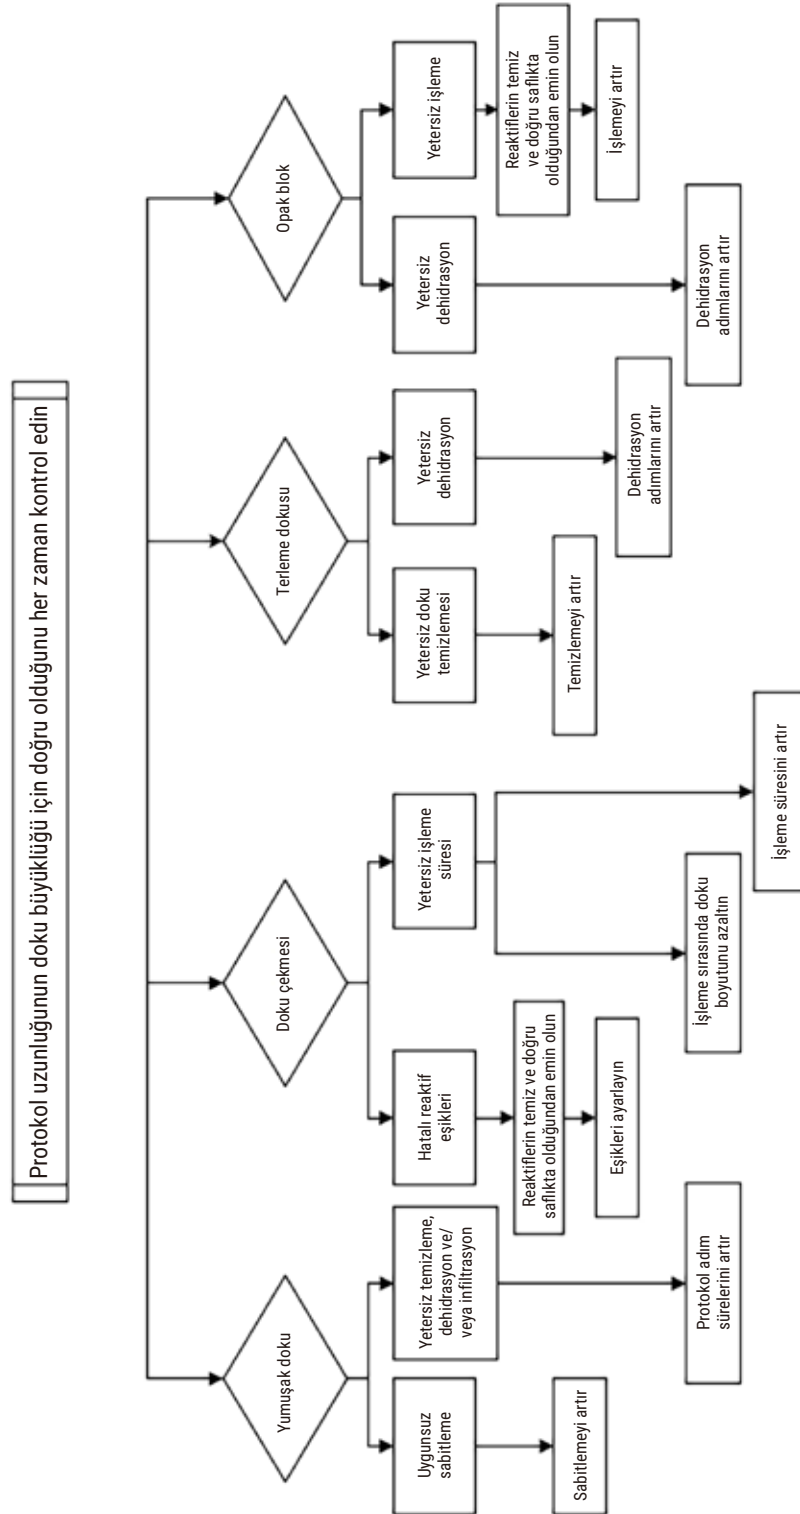 Protokol uzunluğunun doku büyüklüğü için doğru olduğunu her zaman kontrol edin
Yumuşak doku
Doku çekmesi
Terleme dokusu
Opak blok
Uygunsuz
sabitleme
Yetersiz temizleme,
dehidrasyon ve/
veya infiltrasyon
Hatalı reaktif
eşikleri
Yetersiz işleme
süresi
Yetersiz doku
temizlemesi
Yetersiz
dehidrasyon
Yetersiz
dehidrasyon
Yetersiz işleme
Reaktiflerin temiz ve doğru
saflıkta olduğundan emin olun
Reaktiflerin temiz
ve doğru saflıkta
olduğundan emin olun
Sabitlemeyi artır
Eşikleri ayarlayın
Temizlemeyi artır
Dehidrasyon
adımlarını artır
İşlemeyi artır
Protokol adım
sürelerini artır
İşleme sırasında doku
boyutunu azaltın
Dehidrasyon
adımlarını artır
İşleme süresini artır